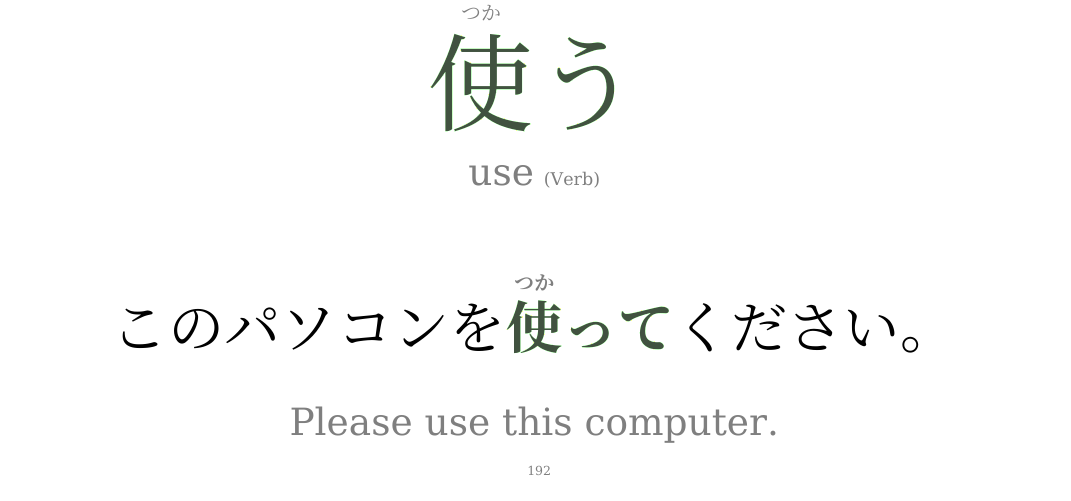 つか
使う
use (Verb)
つか
このパソコンを使ってください。
Please use this computer.
192